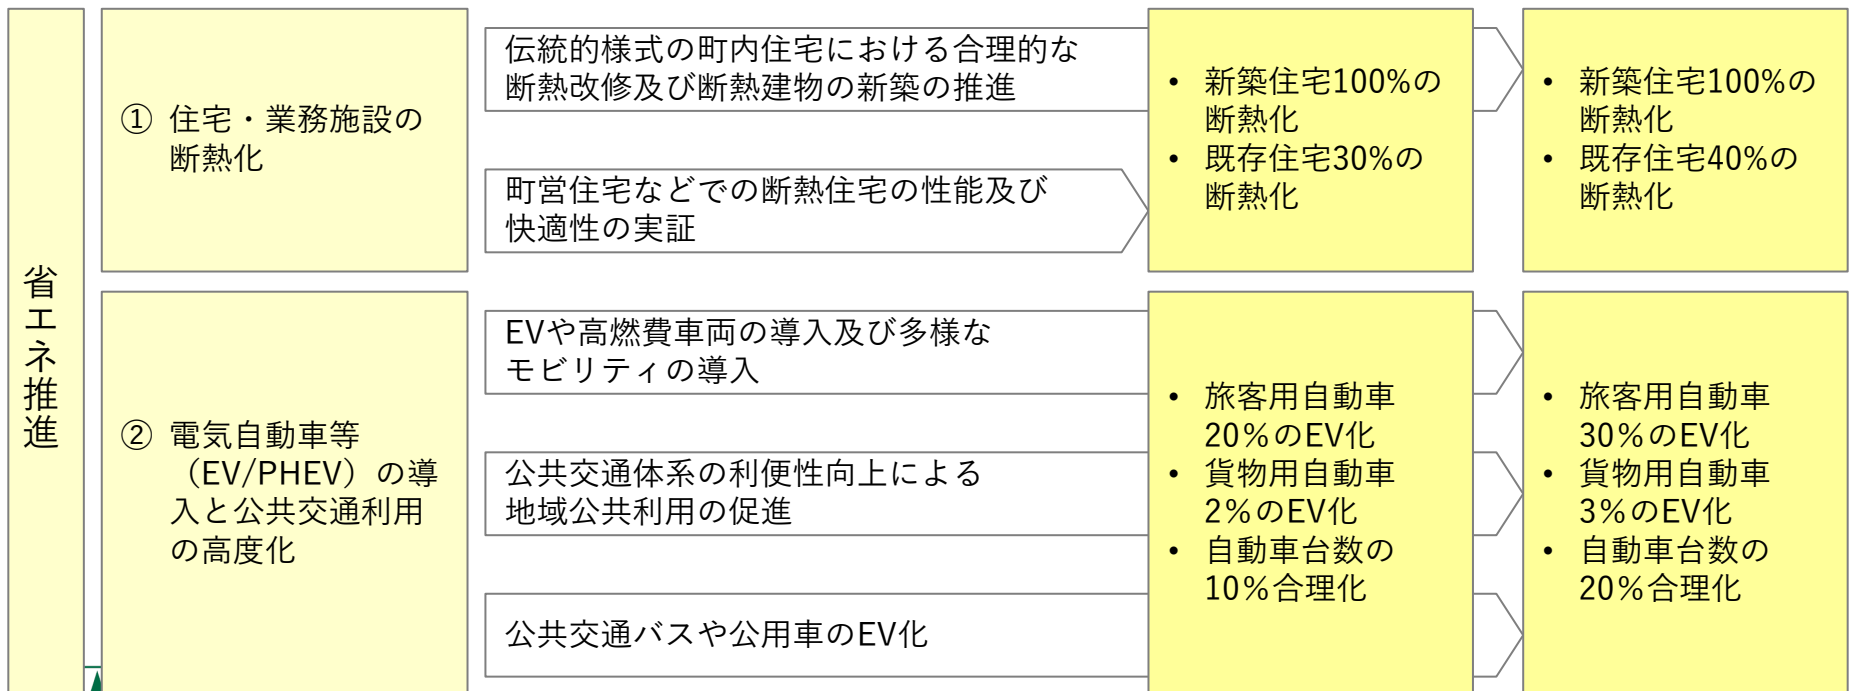 省エネ推進
① 住宅・業務施設の
断熱化
伝統的様式の町内住宅における合理的な
断熱改修及び断熱建物の新築の推進
町営住宅などでの断熱住宅の性能及び
快適性の実証
• 新築住宅100%の
断熱化
• 既存住宅30%の
断熱化
• 新築住宅100%の
断熱化
• 既存住宅40%の
断熱化
② 電気自動車等
（EV/PHEV）の導
入と公共交通利用
の高度化
EVや高燃費車両の導入及び多様な
モビリティの導入
公共交通体系の利便性向上による
地域公共利用の促進
公共交通バスや公用車のEV化
• 旅客用自動車
20%のEV化
• 貨物用自動車
2%のEV化
• 自動車台数の
10%合理化
• 旅客用自動車
30%のEV化
• 貨物用自動車
3%のEV化
• 自動車台数の
20%合理化